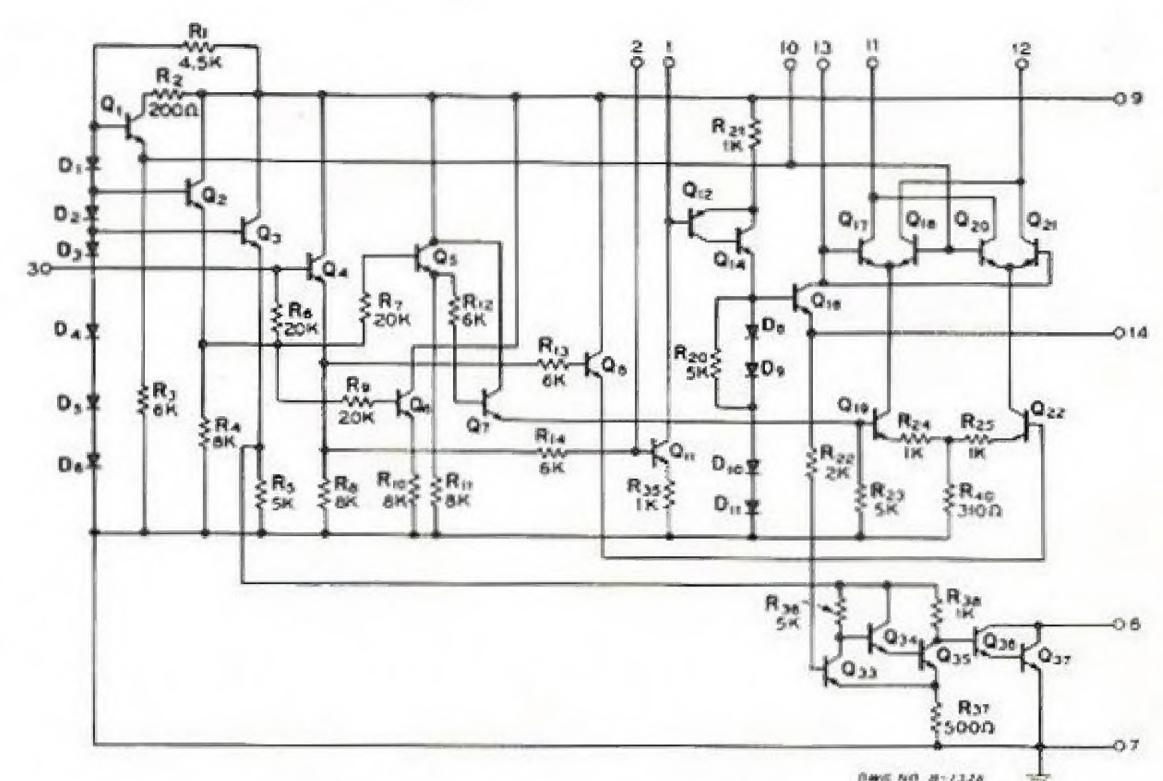 R1
4.5K
2
1
10
13
11
12
R2
200Ω
Q1
9
R21
1K
D1
Q2
Q12
D2
Q3
Q14
Q17
Q18
Q20
Q21
D3
Q4
Q5
3
R6
20K
R7
20K
R12
6K
Q16
D4
D8
14
R13
6K
Q8
R20
5K
D9
R3
6K
R9
20K
Q6
Q7
Q19
R24
1K
R25
1K
Q22
D5
R4
8K
R14
6K
Q11
D10
R22
2K
D6
R5
5K
R8
8K
R10
8K
R11
8K
R35
1K
D11
R23
5K
R40
310Ω
R36
5K
R38
1K
6
Q34
Q35
Q36
Q37
Q33
R37
500Ω
7